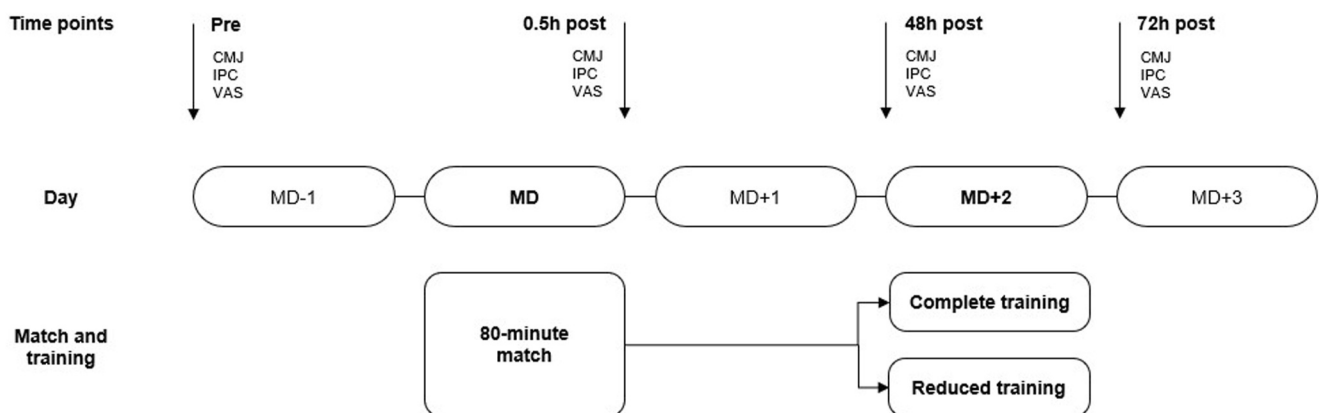 Time points
Pre
0.5h post
48h post
72h post
CMJ
IPC
VAS
CMJ
IPC
VAS
CMJ
IPC
VAS
CMJ
IPC
VAS
Day
MD-1
MD
MD+1
MD+2
MD+3
Match and
training
80-minute
match
Complete training
Reduced training